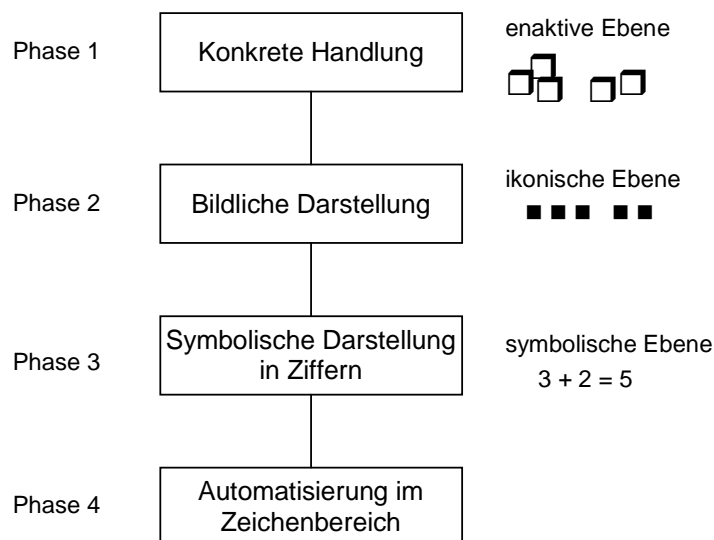 Phase 1
Konkrete Handlung
enaktive Ebene
Phase 2
Bildliche Darstellung
ikonische Ebene
Phase 3
Symbolische Darstellung
in Ziffern
symbolische Ebene
3 + 2 = 5
Phase 4
Automatisierung im
Zeichenbereich